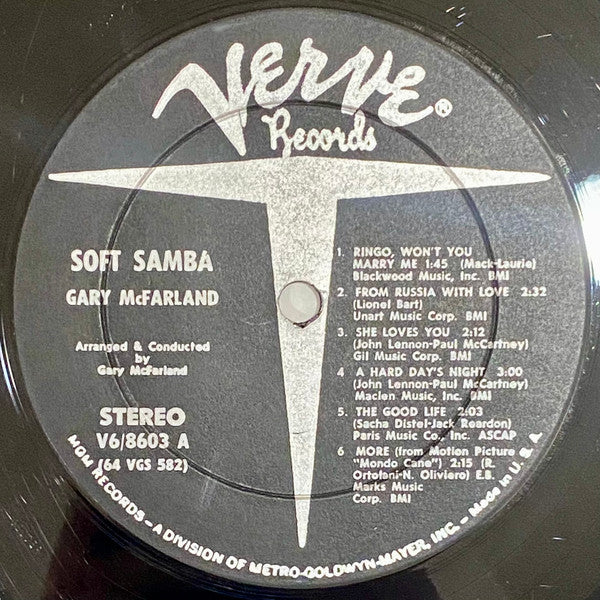 Verve®
Records
SOFT SAMBA
GARY McFARLAND
Arranged & Conducted
by
Gary McFarland
STEREO
V6/8603 A
(64 VGS 582)
1. RINGO, WON'T YOU
MARRY ME 1:45 (Mack-Laurie)
Blackwood Music, Inc. BMI
2. FROM RUSSIA WITH LOVE 2:32
(Lionel Bart)
Unart Music Corp. BMI
3. SHE LOVES YOU 2:12
(John Lennon-Paul McCartney)
Gil Music Corp. BMI
4 A HARD DAY'S NIGHT 3:00
(John Lennon-Paul McCartney)
Maclen Music, Inc. BMI
5. THE GOOD LIFE 2:03
(Sacha Distel-Jack Reardon)
Paris Music Co. Inc. ASCAP
6 MORE (from Motion Picture
"Mondo Cane") 2:15 (R.
Ortolani-N. Oliviero) E.B.
Marks Music
Corp. BMI
MGM RECORDS – A DIVISION OF METRO-GOLDWYN-MAYER, INC. – Made in U.S.A.